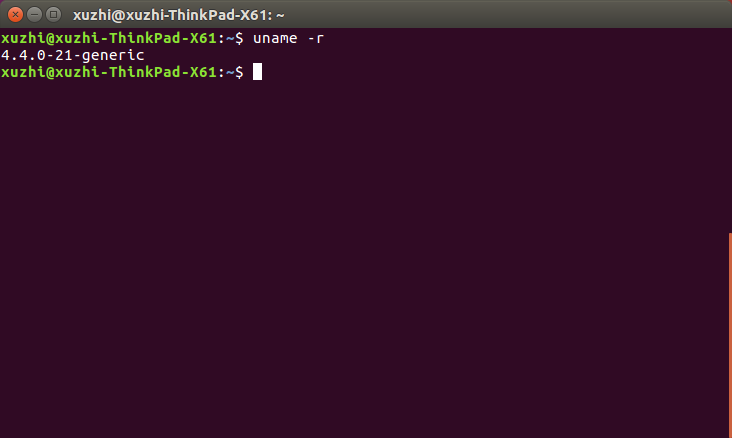 xuzhi@xuzhi-ThinkPad-X61: ~
xuzhi@xuzhi-ThinkPad-X61:~$ uname -r
4.4.0-21-generic
xuzhi@xuzhi-ThinkPad-X61:~$